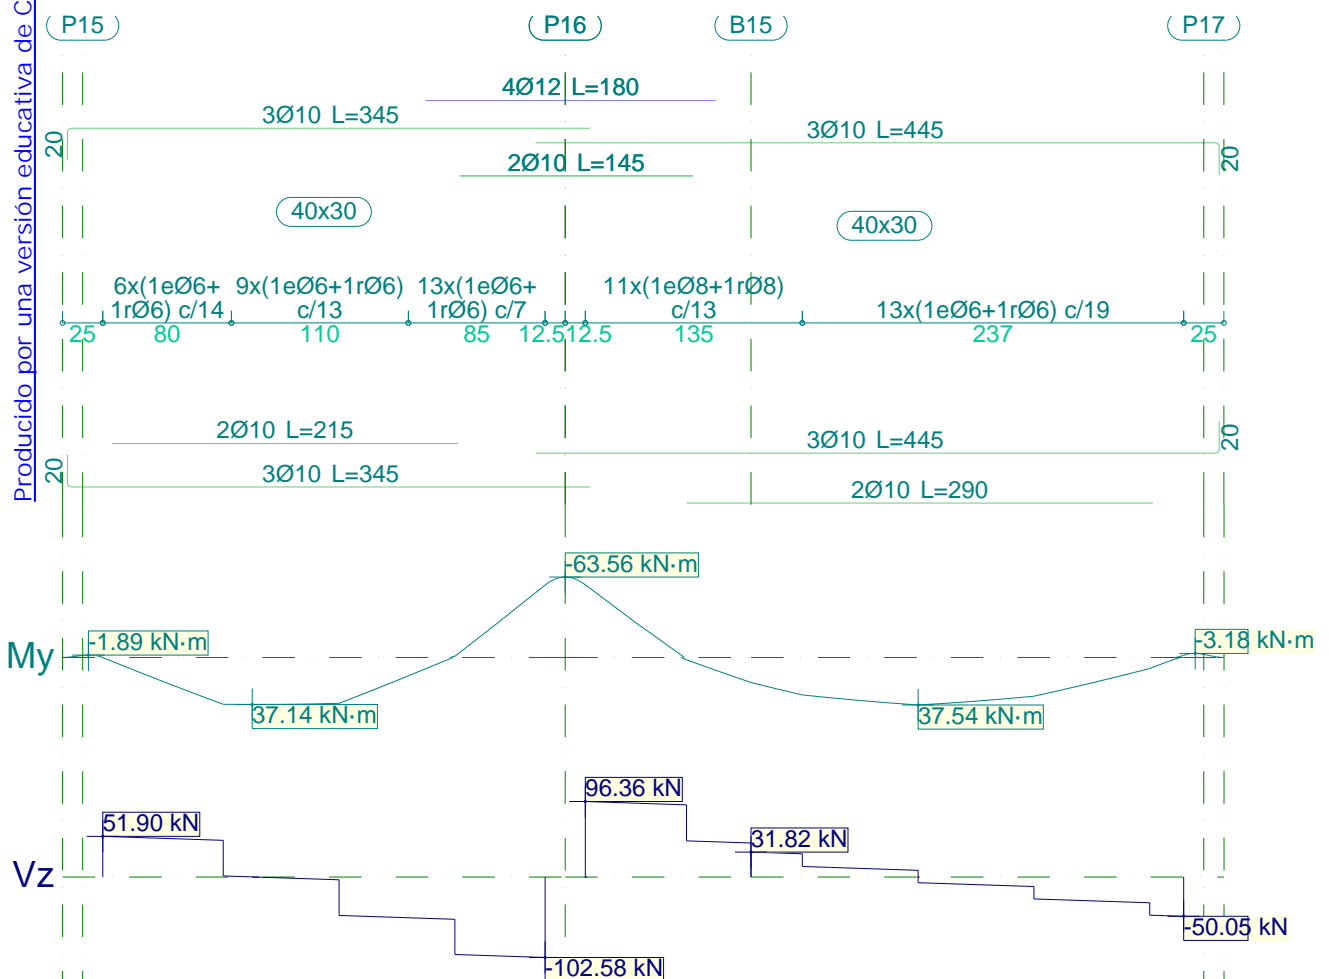 P15
P16
B15
P17
Producido por una versión educativa de C
4Ø12 L=180
3Ø10 L=345
3Ø10 L=445
20
20
2Ø10 L=145
40x30
40x30
6x(1eØ6+
1rØ6) c/14
9x(1eØ6+1rØ6)
c/13
13x(1eØ6+
1rØ6) c/7
11x(1eØ8+1rØ8)
c/13
13x(1eØ6+1rØ6) c/19
25
80
110
85
12.5
12.5
135
237
25
2Ø10 L=215
3Ø10 L=445
20
20
3Ø10 L=345
2Ø10 L=290
-63.56 kN·m
My
-1.89 kN·m
-3.18 kN·m
37.14 kN·m
37.54 kN·m
96.36 kN
51.90 kN
31.82 kN
Vz
-50.05 kN
-102.58 kN